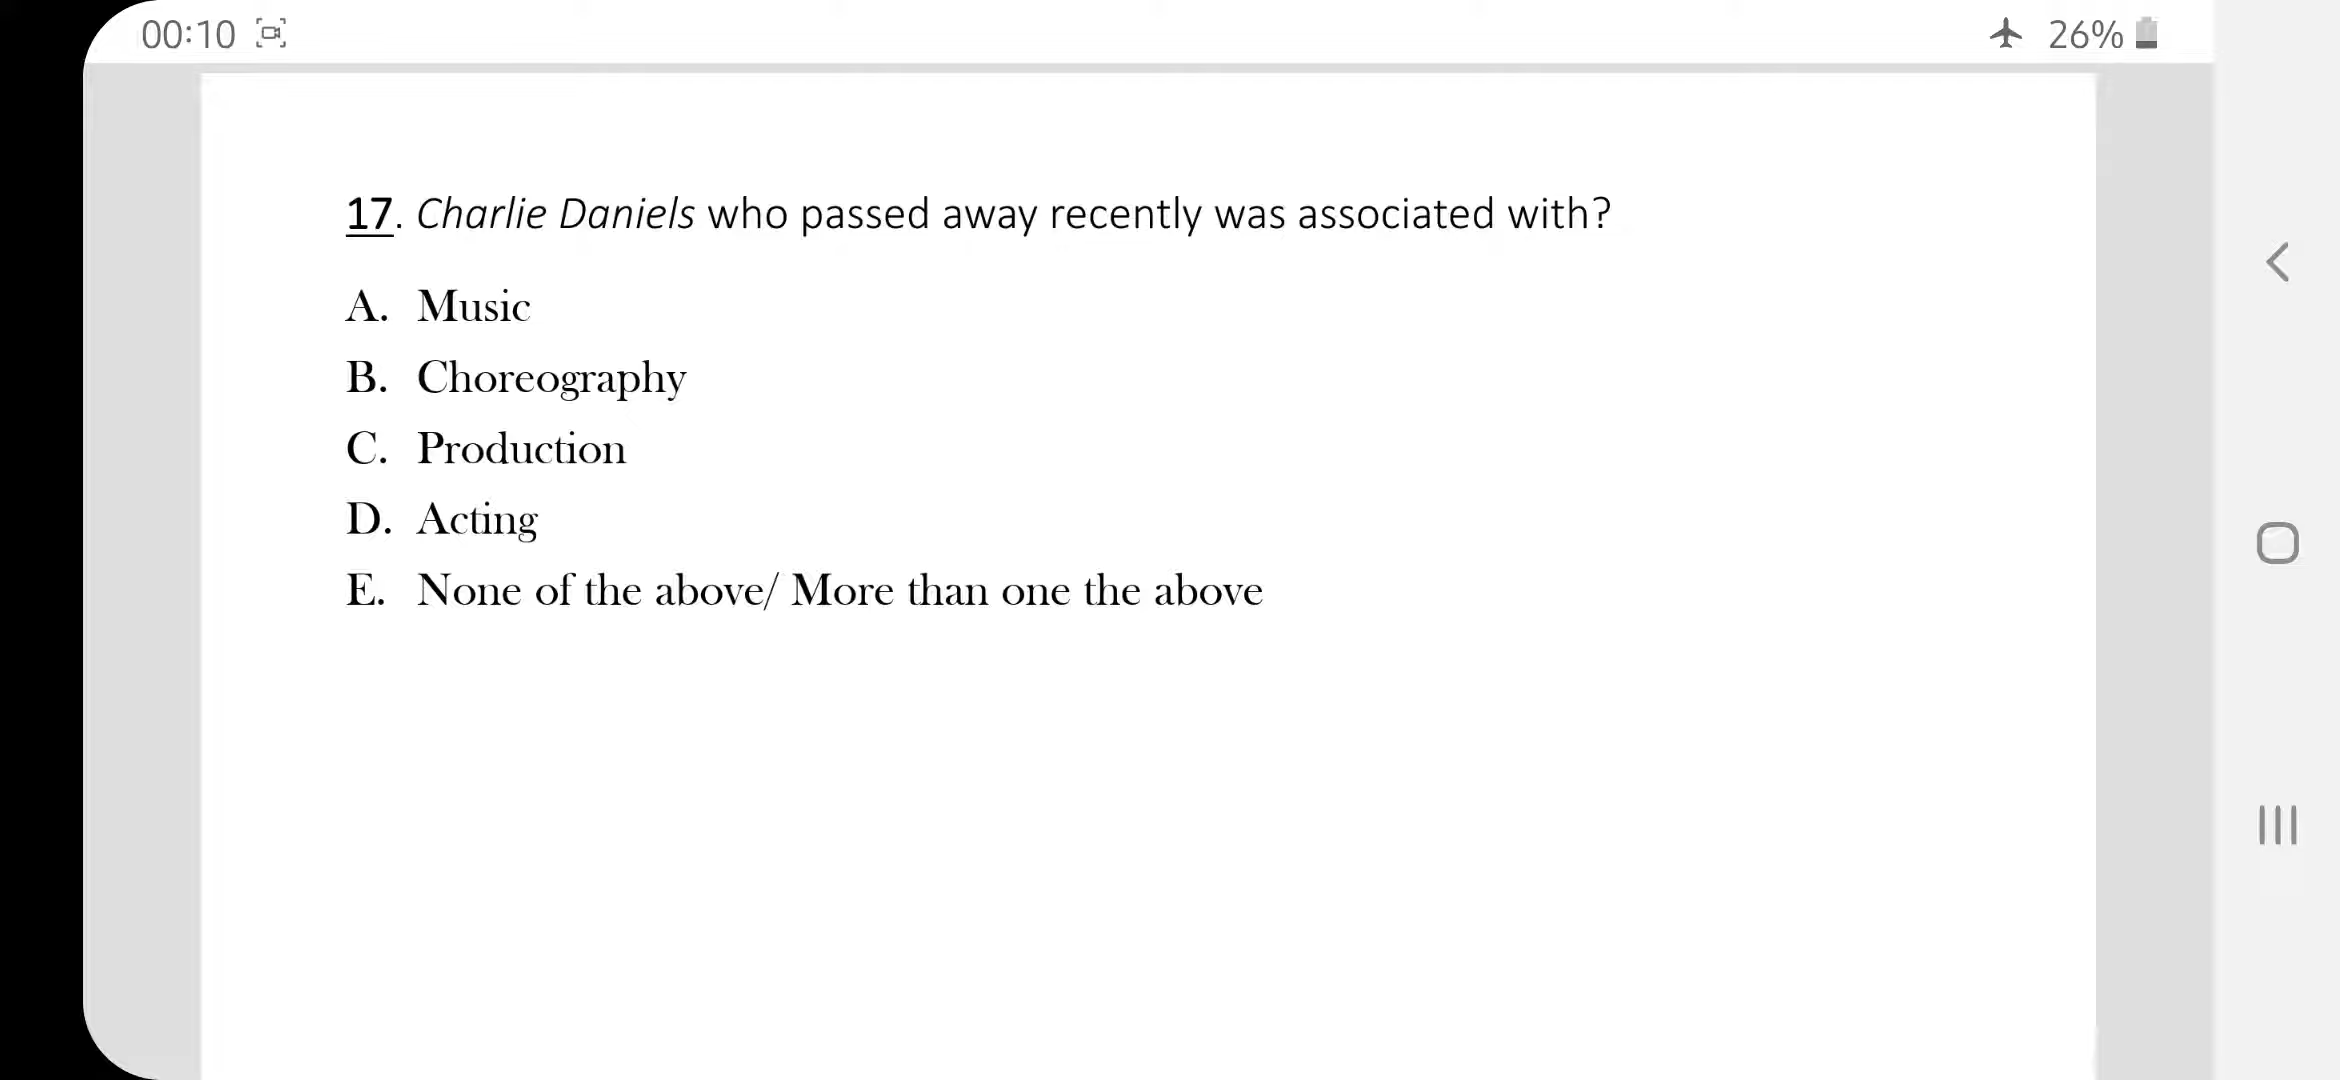 00:10
26%
17. Charlie Daniels who passed away recently was associated with?
A. Music
B. Choreography
C. Production
D. Acting
E. None of the above/ More than one the above